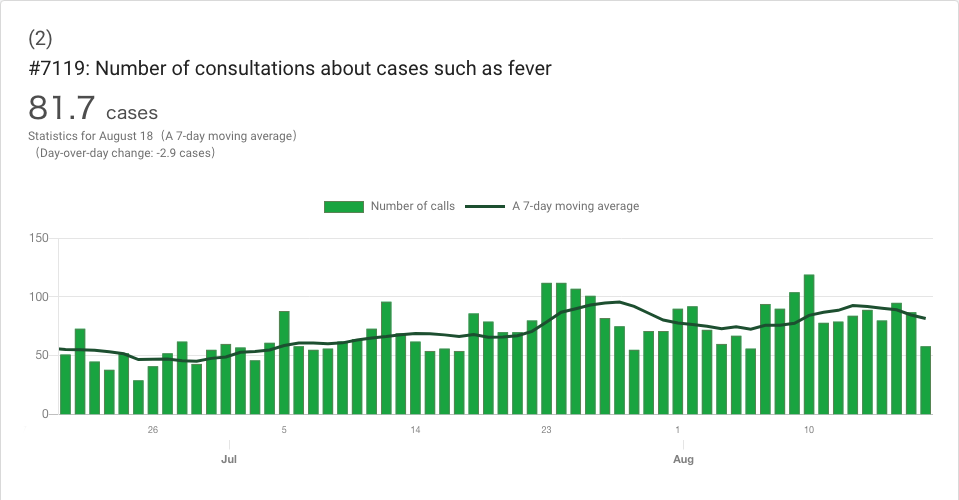 (2)
#7119: Number of consultations about cases such as fever
81.7 cases
Statistics for August 18（A 7-day moving average）
（Day-over-day change: -2.9 cases）
Number of calls A 7-day moving average
150
100
50
0
26 5 14 23 1 10
Jul Aug